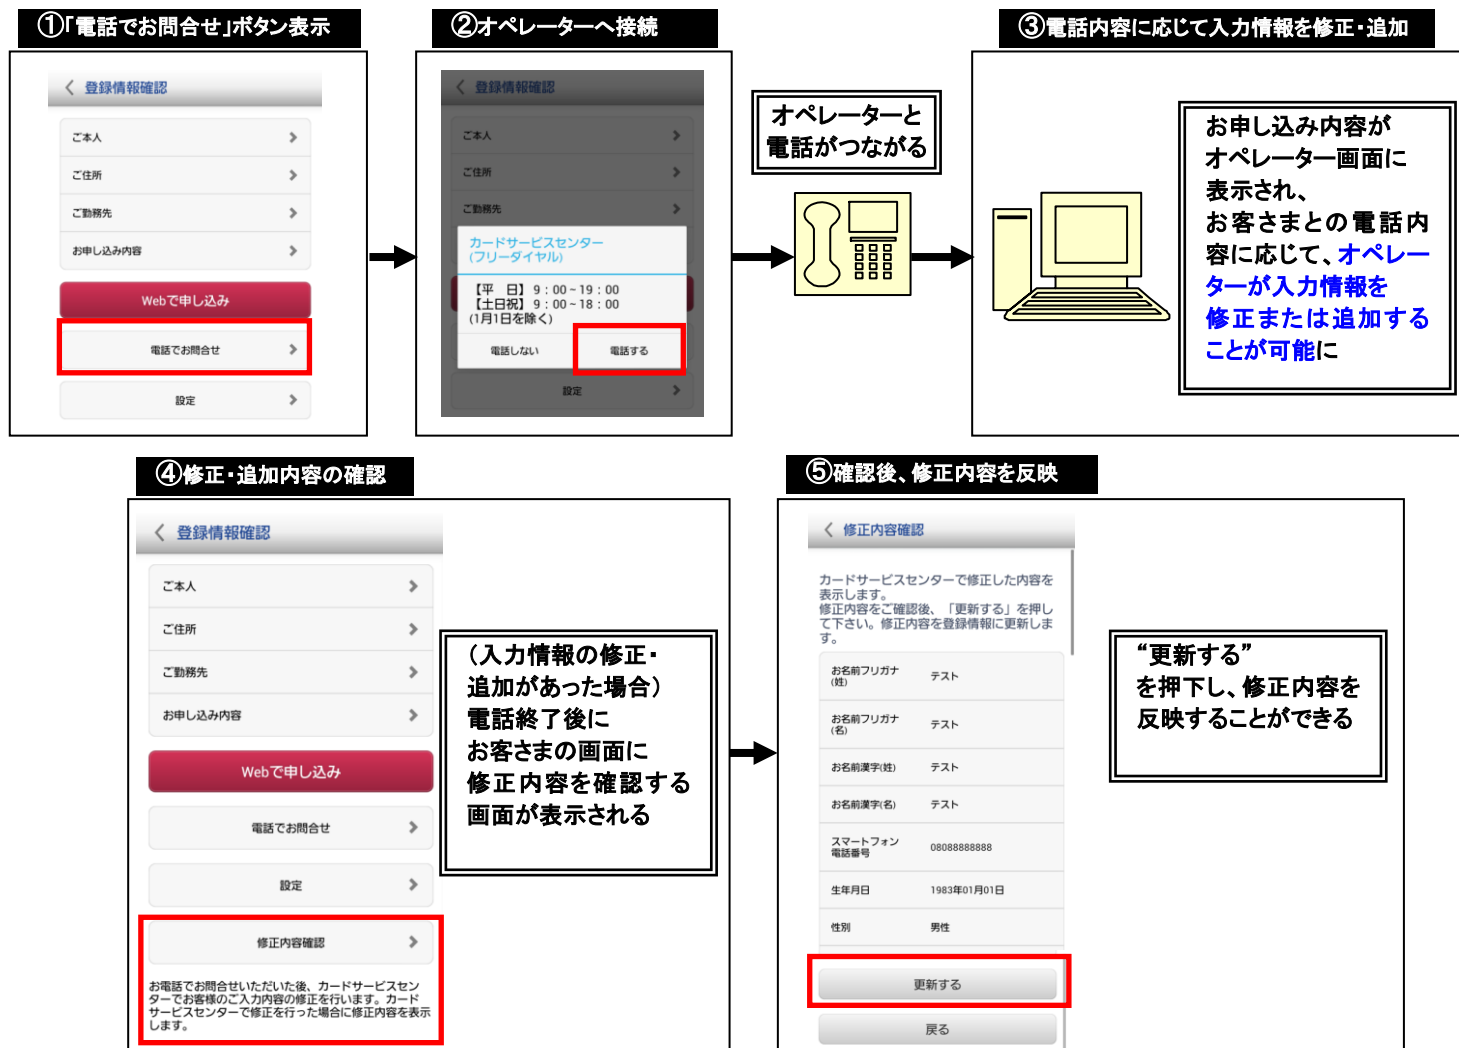 ①「電話でお問合せ」ボタン表示
登録情報確認
ご本人
ご住所
ご勤務先
お申し込み内容
Webで申し込み
電話でお問合せ
設定
②オペレーターへ接続
登録情報確認
ご本人
ご住所
ご勤務先
カードサービスセンター
(フリーダイヤル)
【平　日】9：00~19：00
【土日祝】9：00~18：00
(1月1日を除く)
電話しない
電話する
設定
オペレーターと
電話がつながる
③電話内容に応じて入力情報を修正・追加
お申し込み内容が
オペレーター画面に
表示され、
お客さまとの電話内
容に応じて、オペレー
ターが入力情報を
修正または追加する
ことが可能に
④修正・追加内容の確認
登録情報確認
ご本人
ご住所
ご勤務先
お申し込み内容
Webで申し込み
電話でお問合せ
設定
修正内容確認
お電話でお問合せいただいた後、カードサービスセン
ターでお客様のご入力内容の修正を行います。カード
サービスセンターで修正を行った場合に修正内容を表示
します。
（入力情報の修正・
追加があった場合）
電話終了後に
お客さまの画面に
修正内容を確認する
画面が表示される
⑤確認後、修正内容を反映
修正内容確認
カードサービスセンターで修正した内容を
表示します。
修正内容をご確認後、「更新する」を押し
て下さい。修正内容を登録情報に更新しま
す。
お名前フリガナ
(姓)
テスト
お名前フリガナ
(名)
テスト
お名前漢字(姓) テスト
お名前漢字(名) テスト
スマートフォン
電話番号
08088888888
生年月日 1983年01月01日
性別 男性
更新する
戻る
“更新する”
を押下し、修正内容を
反映することができる